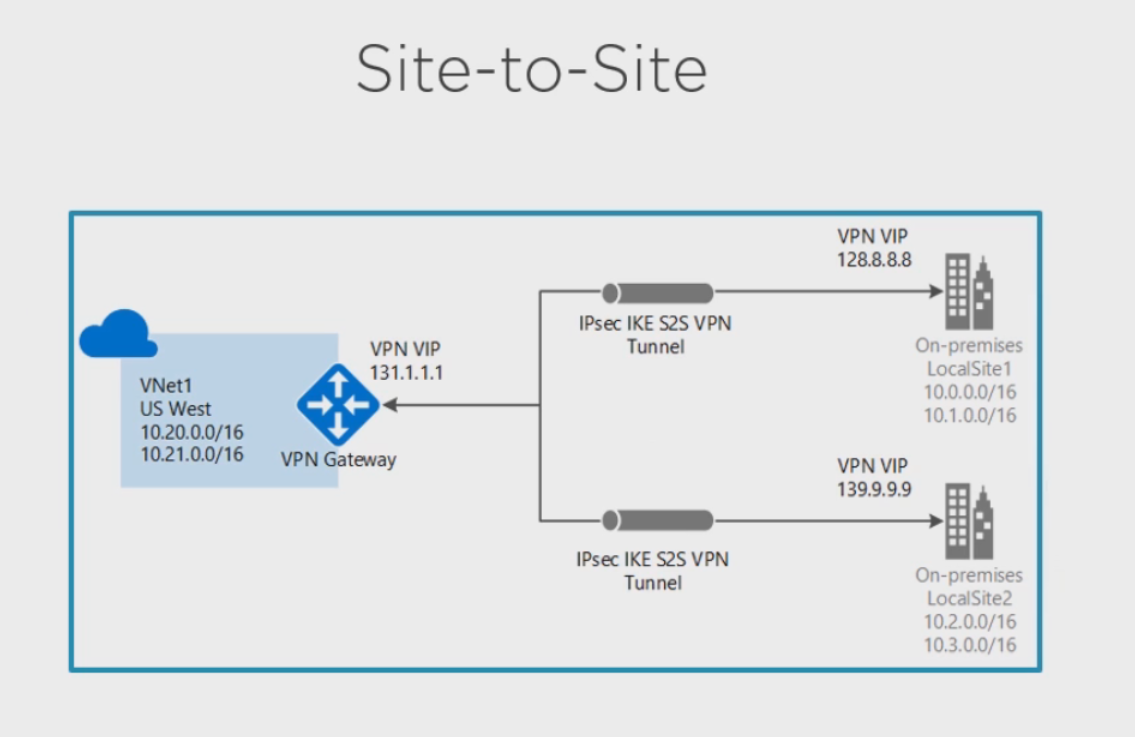 Site-to-Site
VPN VIP
128.8.8.8
IPsec IKE S2S VPN
Tunnel
On-premises
LocalSite1
10.0.0.0/16
10.1.0.0/16
VPN VIP
131.1.1.1
VNet1
US West
10.20.0.0/16
10.21.0.0/16
VPN Gateway
VPN VIP
139.9.9.9
IPsec IKE S2S VPN
Tunnel
On-premises
LocalSite2
10.2.0.0/16
10.3.0.0/16